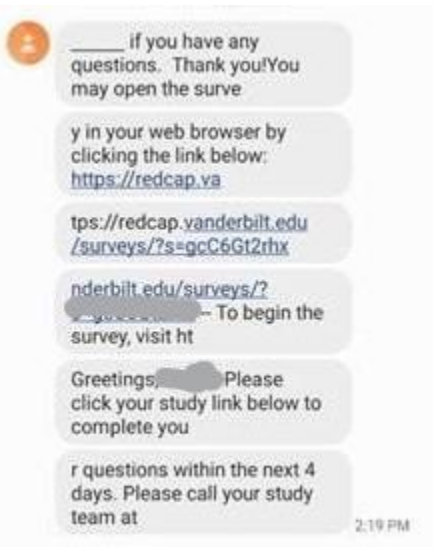 _____ if you have any
questions. Thank you!You
may open the surve
y in your web browser by
clicking the link below:
https://redcap.va
tps://redcap.vanderbilt.edu
/surveys/?s=gcC6Gt2rhx
nderbilt.edu/surveys/?
-- To begin the
survey, visit ht
Greetings, Please
click your study link below to
complete you
r questions within the next 4
days. Please call your study
team at
2:19 PM